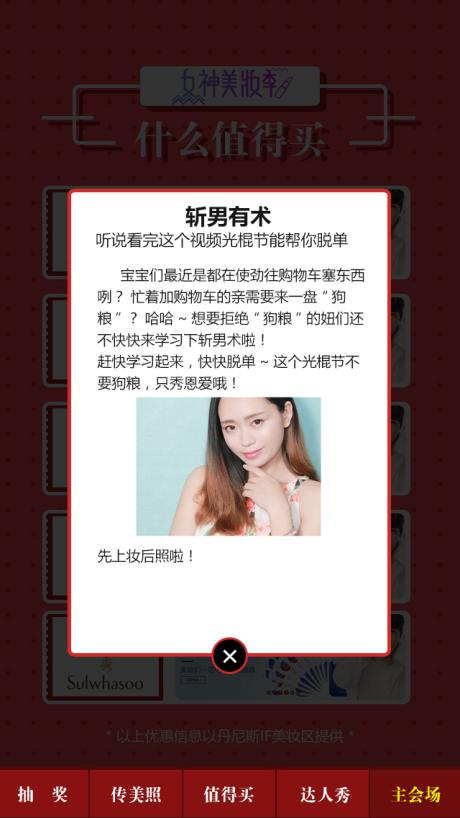 女神美妆季
什么值得买
斩男有术
听说看完这个视频光棍节能帮你脱单
宝宝们最近是都在使劲往购物车塞东西
咧？忙着加购物车的亲需要来一盘“狗
粮”？哈哈~想要拒绝“狗粮”的妞们还
不快快来学习下斩男术啦！
赶快学习起来，快快脱单~这个光棍节不
要狗粮，只秀恩爱哦！
先上妆后照啦！
Sulwhasoo
*以上优惠信息以丹尼斯IF美妆区提供*
抽 奖
传美照
值得买
达人秀
主会场